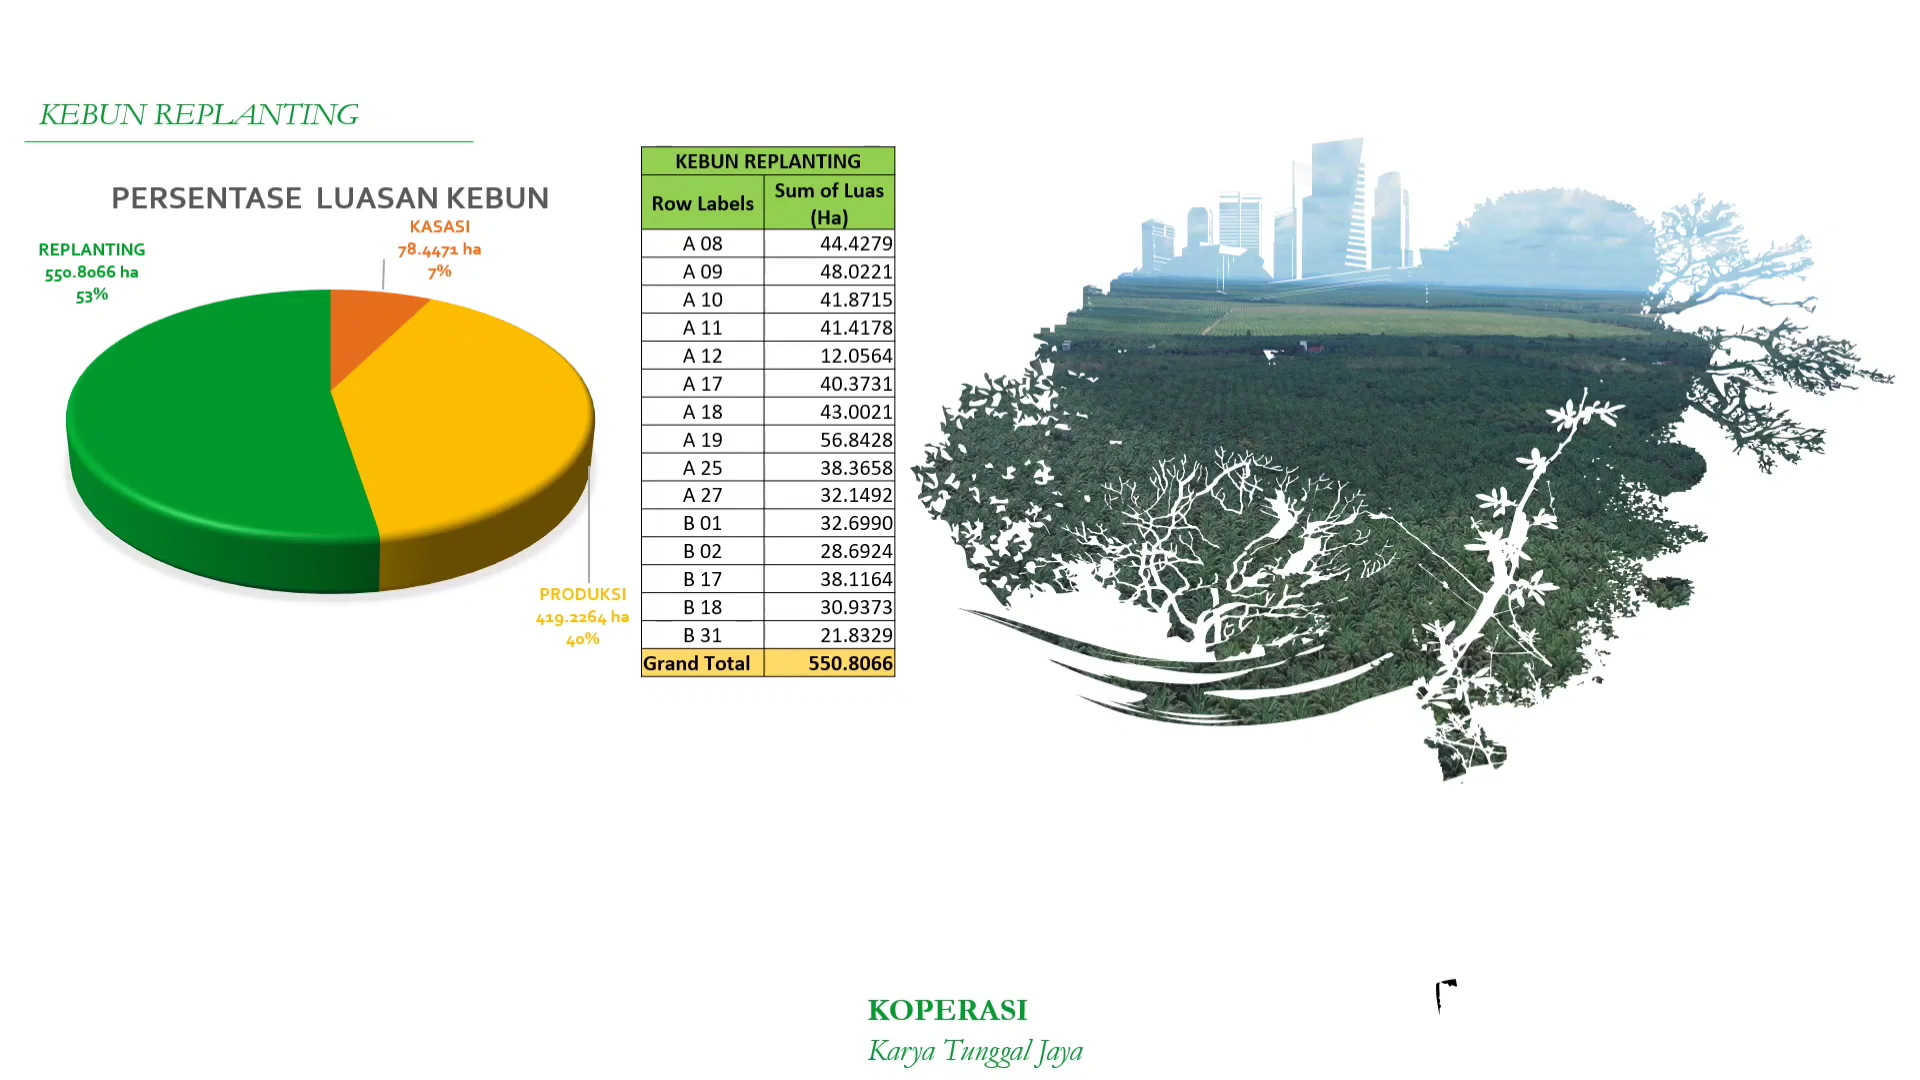 KEBUN REPLANTING
PERSENTASE LUASAN KEBUN
KASASI
78.4471 ha
7%
REPLANTING
550.8066 ha
53%
PRODUKSI
419.2264 ha
40%
KEBUN REPLANTING
Row Labels Sum of Luas (Ha)
A 08 44.4279
A 09 48.0221
A 10 41.8715
A 11 41.4178
A 12 12.0564
A 17 40.3731
A 18 43.0021
A 19 56.8428
A 25 38.3658
A 27 32.1492
B 01 32.6990
B 02 28.6924
B 17 38.1164
B 18 30.9373
B 31 21.8329
Grand Total 550.8066
KOPERASI
Karya Tunggal Jaya